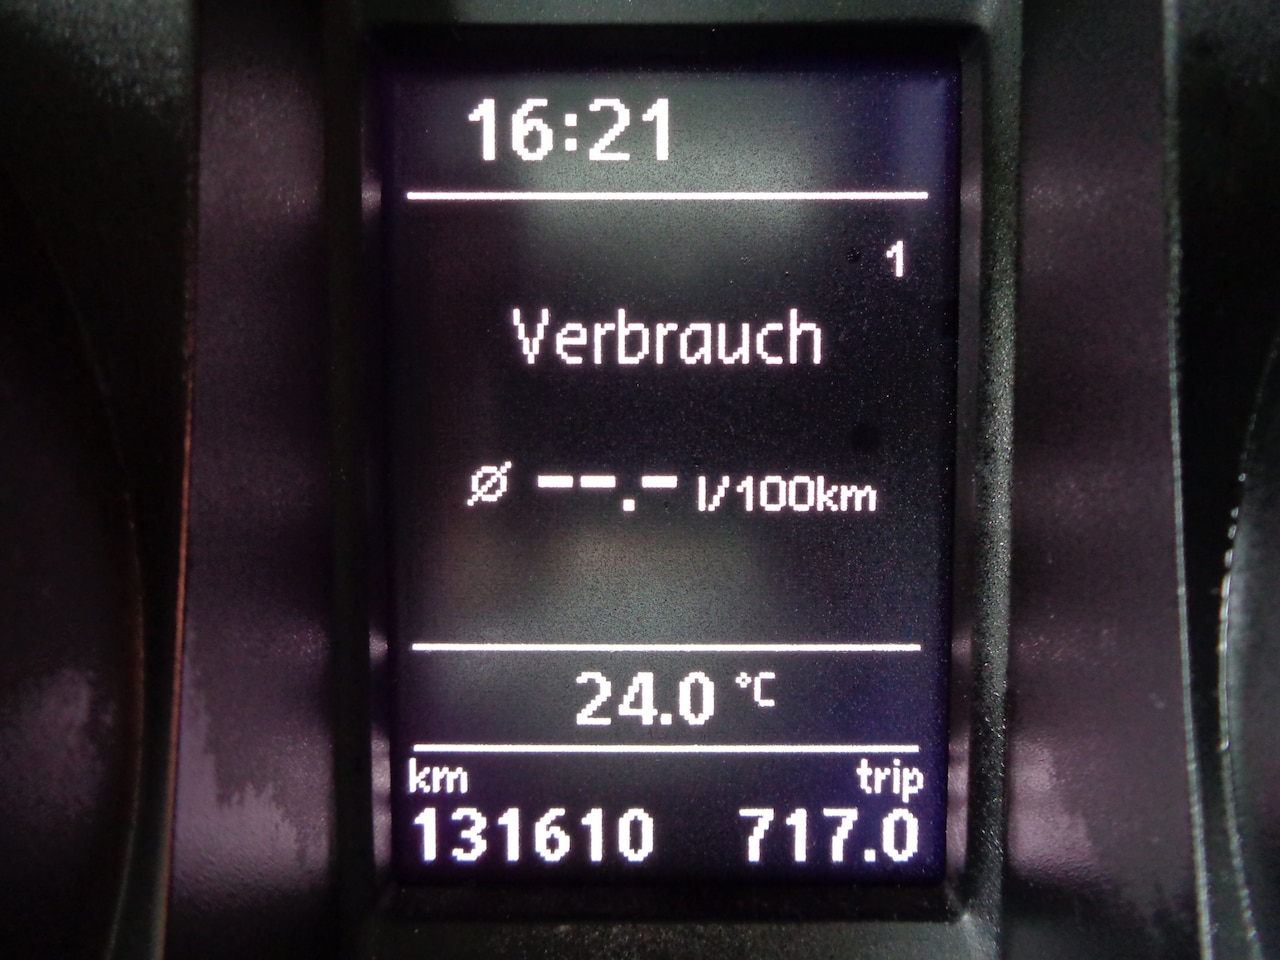 16:21
1
Verbrauch
Ø --.- l/100km
24.0 °C
km trip
131610 717.0